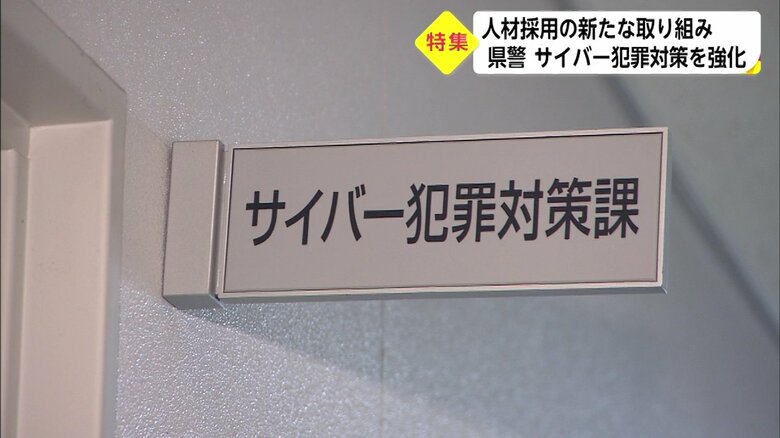 特集
人材採用の新たな取り組み
県警 サイバー犯罪対策を強化
サイバー犯罪対策課